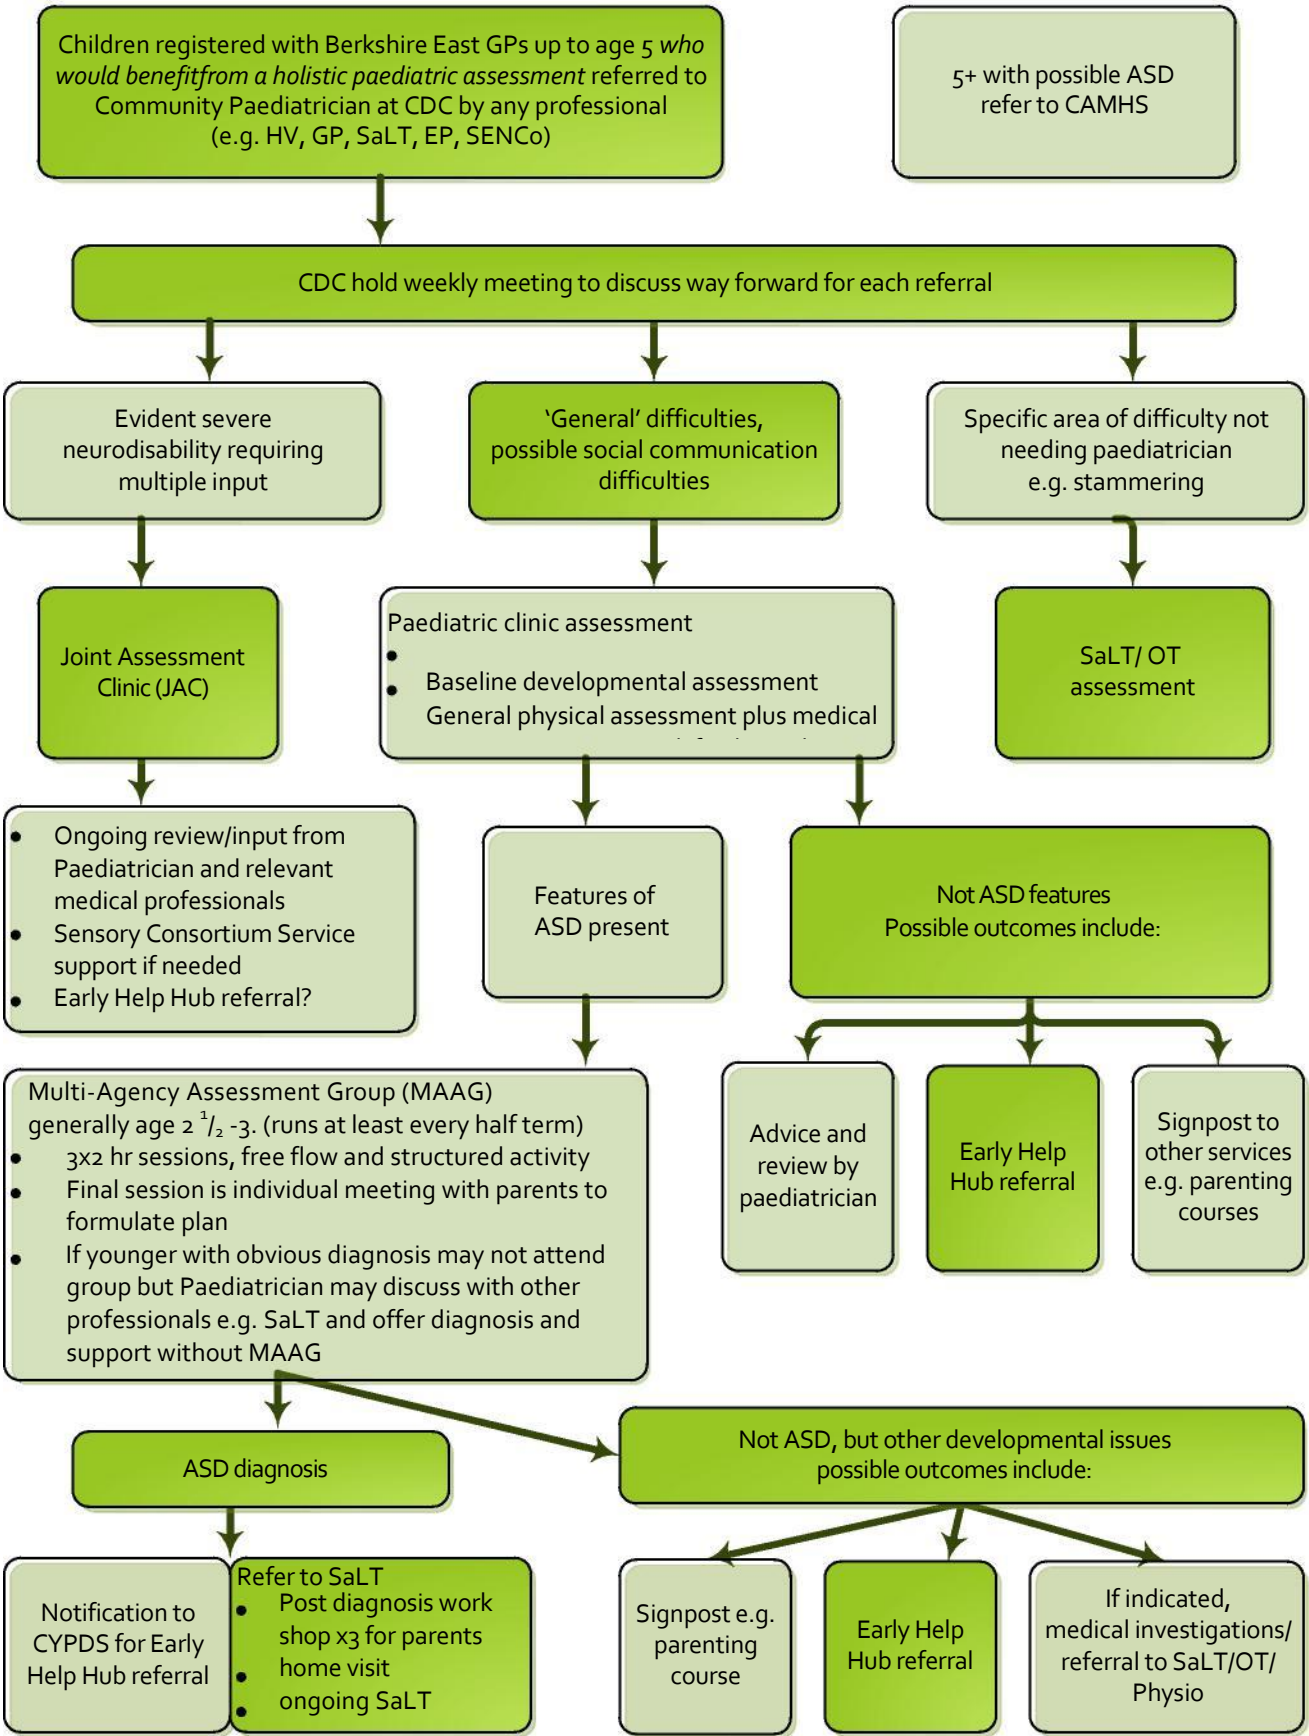 Children registered with Berkshire East GPs up to age 5 who
would benefitfrom a holistic paediatric assessment referred to
Community Paediatrician at CDC by any professional
(e.g. HV, GP, SaLT, EP, SENCo)
5+ with possible ASD
refer to CAMHS
CDC hold weekly meeting to discuss way forward for each referral
Evident severe
neurodisability requiring
multiple input
'General' difficulties,
possible social communication
difficulties
Specific area of difficulty not
needing paediatrician
e.g. stammering
Joint Assessment
Clinic (JAC)
Paediatric clinic assessment
•
• Baseline developmental assessment
General physical assessment plus medical
SaLT/ OT
assessment
• Ongoing review/input from
Paediatrician and relevant
medical professionals
• Sensory Consortium Service
support if needed
• Early Help Hub referral?
Features of
ASD present
Not ASD features
Possible outcomes include:
Multi-Agency Assessment Group (MAAG)
generally age 2 1/2 -3. (runs at least every half term)
• 3x2 hr sessions, free flow and structured activity
• Final session is individual meeting with parents to
formulate plan
• If younger with obvious diagnosis may not attend
group but Paediatrician may discuss with other
professionals e.g. SaLT and offer diagnosis and
support without MAAG
Advice and
review by
paediatrician
Early Help
Hub referral
Signpost to
other services
e.g. parenting
courses
ASD diagnosis
Not ASD, but other developmental issues
possible outcomes include:
Notification to
CYPDS for Early
Help Hub referral
Refer to SaLT
• Post diagnosis work
shop x3 for parents
• home visit
• ongoing SaLT
Signpost e.g.
parenting
course
Early Help
Hub referral
If indicated,
medical investigations/
referral to SaLT/OT/
Physio